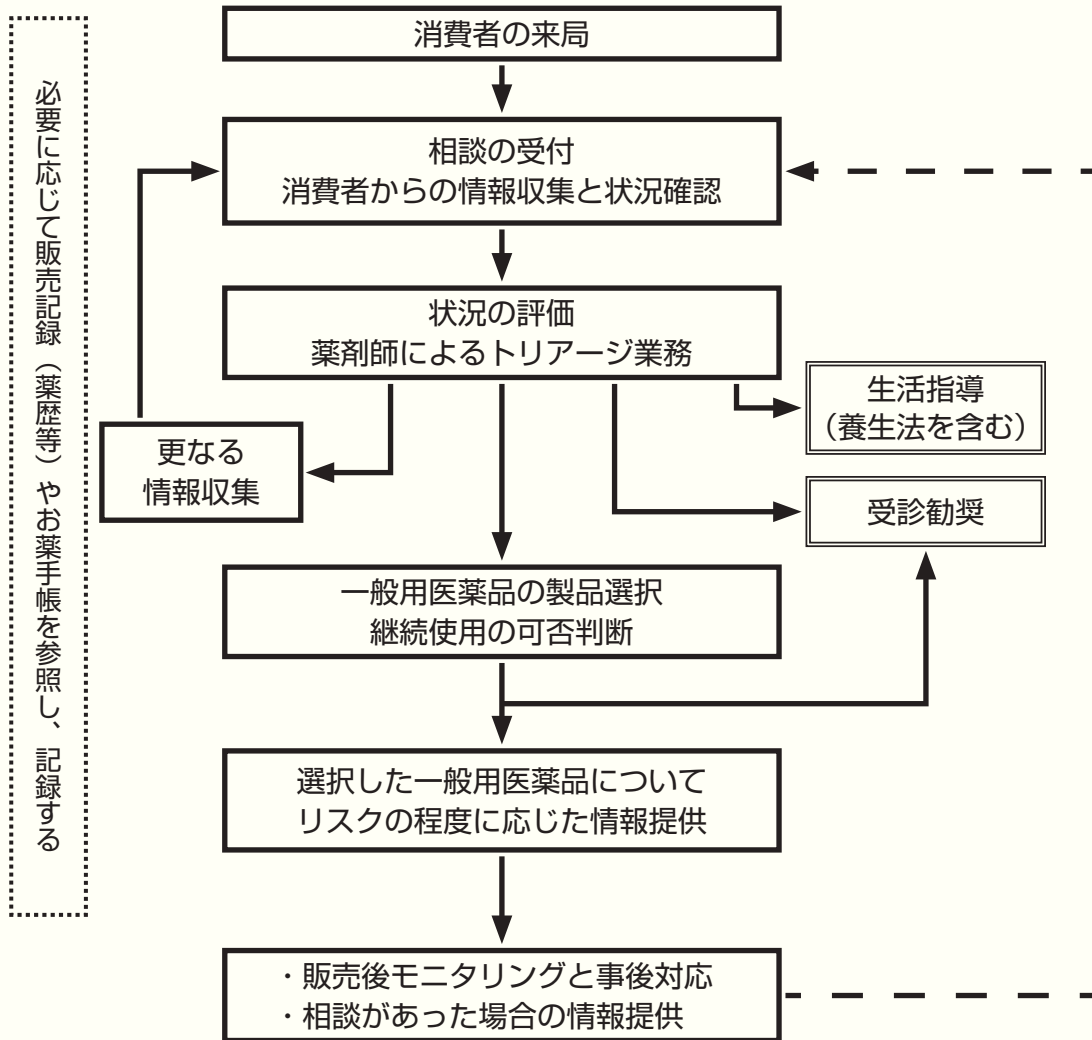 消費者の来局
必要に応じて販売記録（薬歴等）やお薬手帳を参照し、記録する
相談の受付
消費者からの情報収集と状況確認
状況の評価
薬剤師によるトリアージ業務
生活指導
（養生法を含む）
更なる
情報収集
受診勧奨
一般用医薬品の製品選択
継続使用の可否判断
選択した一般用医薬品について
リスクの程度に応じた情報提供
・販売後モニタリングと事後対応
・相談があった場合の情報提供